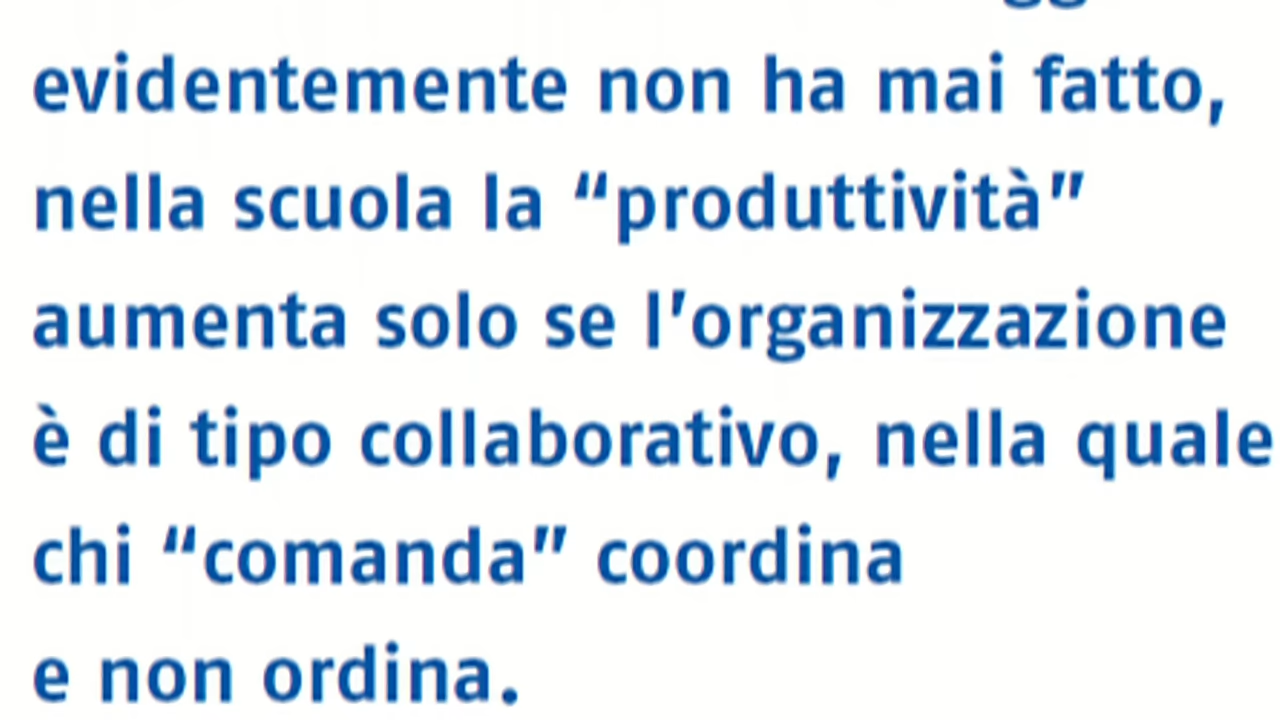 evidentemente non ha mai fatto,
nella scuola la “produttività”
aumenta solo se l’organizzazione
è di tipo collaborativo, nella quale
chi “comanda” coordina
e non ordina.